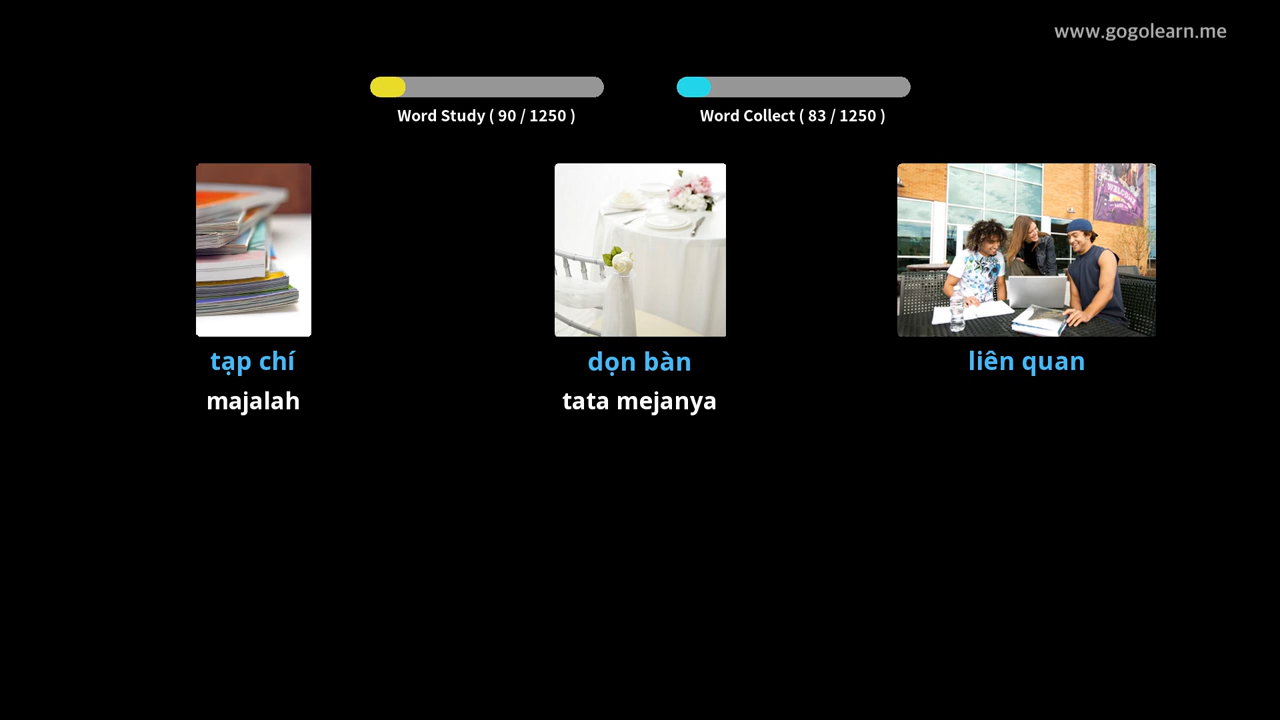 www.gogolearn.me
Word Study ( 90 / 1250 )
Word Collect ( 83 / 1250 )
WELCOME
tạp chí
dọn bàn
liên quan
majalah
tata mejanya